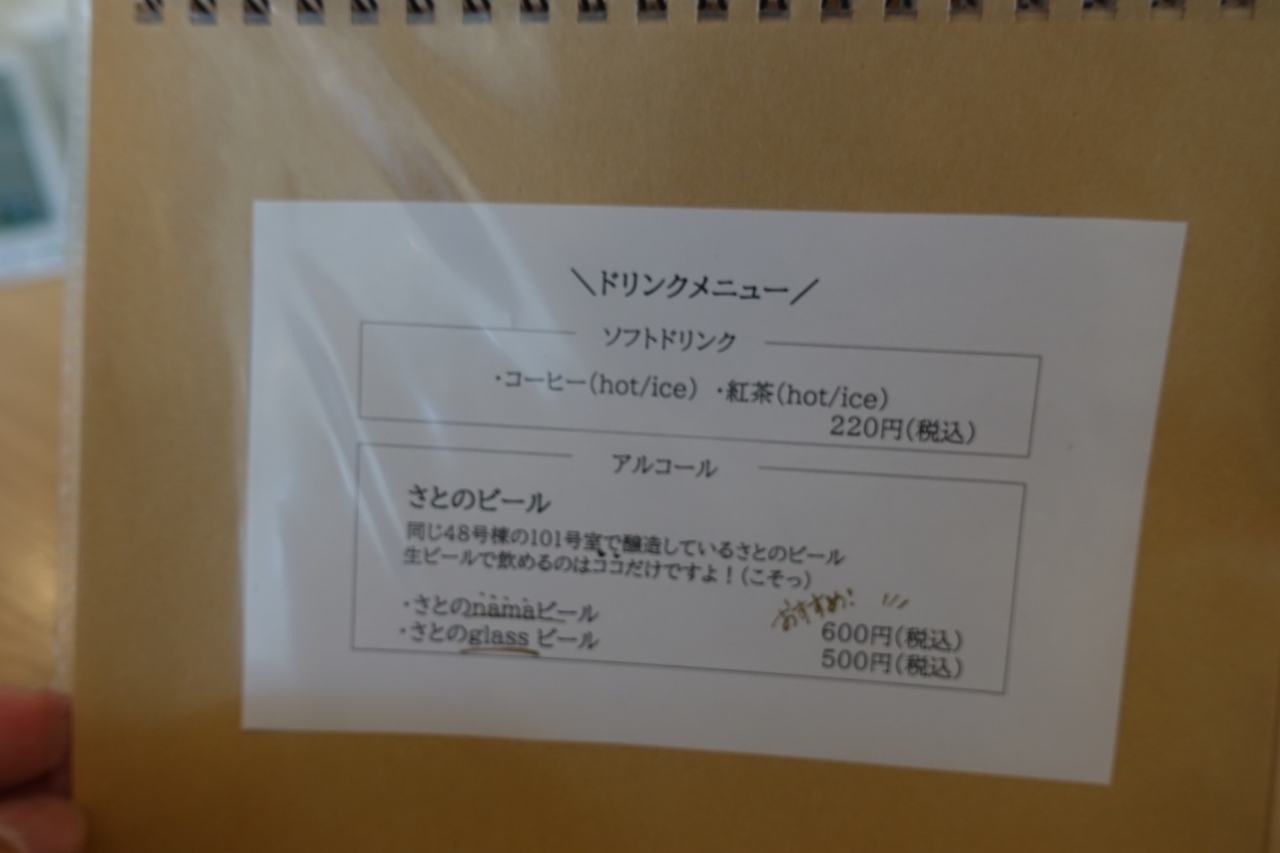 ＼ドリンクメニュー／
ソフトドリンク
・コーヒー(hot/ice) ・紅茶(hot/ice)
220円(税込)
アルコール
さとのビール
同じ48号棟の101号室で醸造しているさとのビール
生ビールで飲めるのはココだけですよ！(こそっ)
おすすめ!
・さとのnamaビール 600円(税込)
・さとのglass ビール 500円(税込)